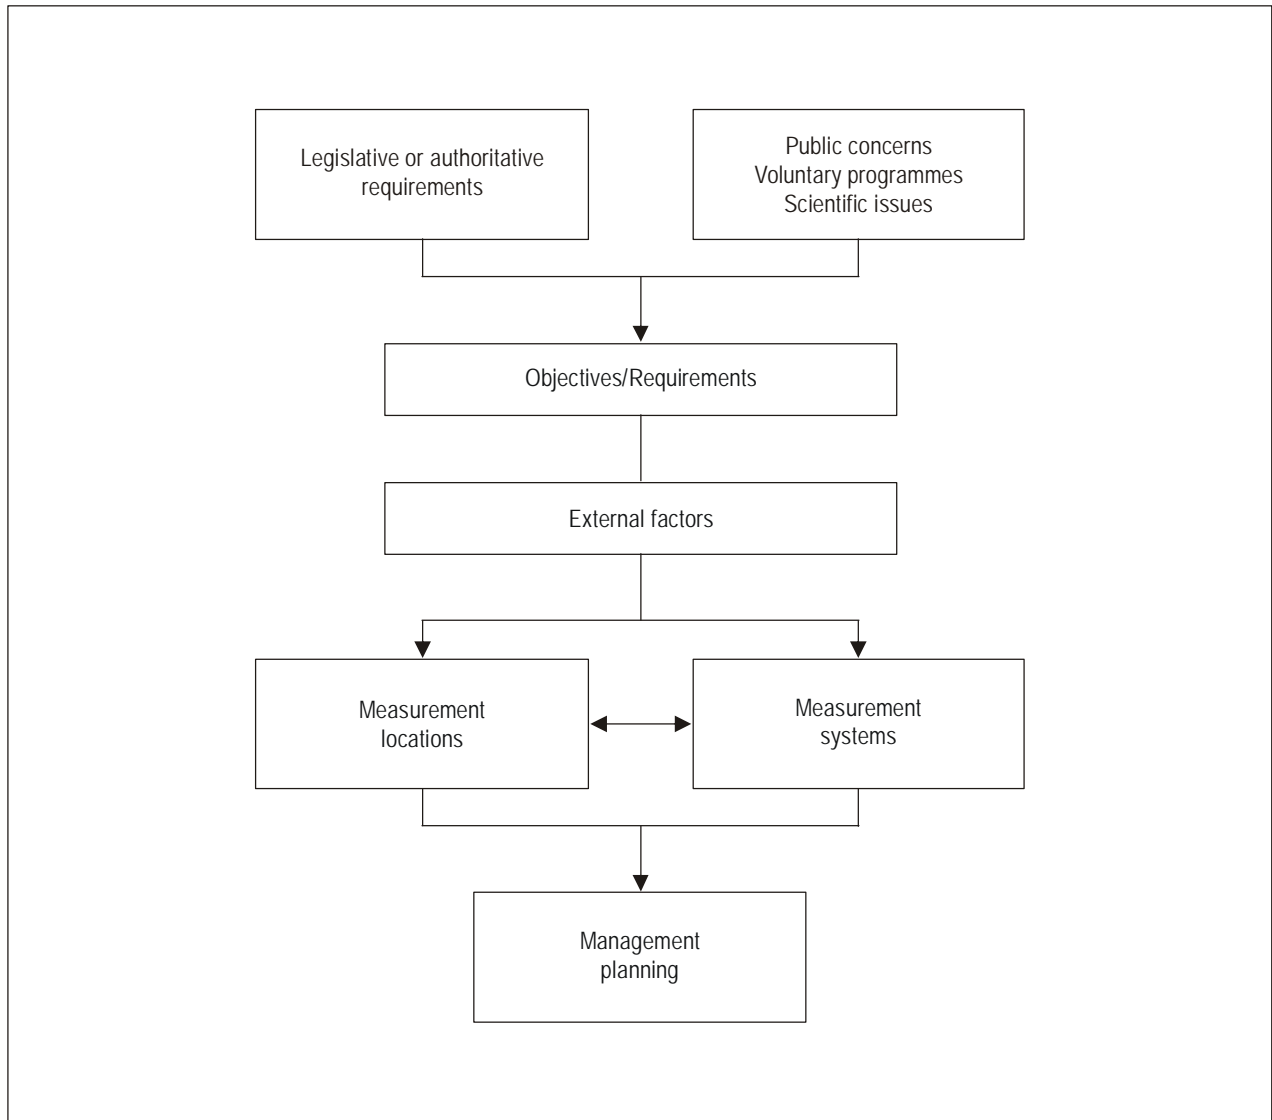 Legislative or authoritative
requirements
Public concerns
Voluntary programmes
Scientific issues
Objectives/Requirements
External factors
Measurement
locations
Measurement
systems
Management
planning